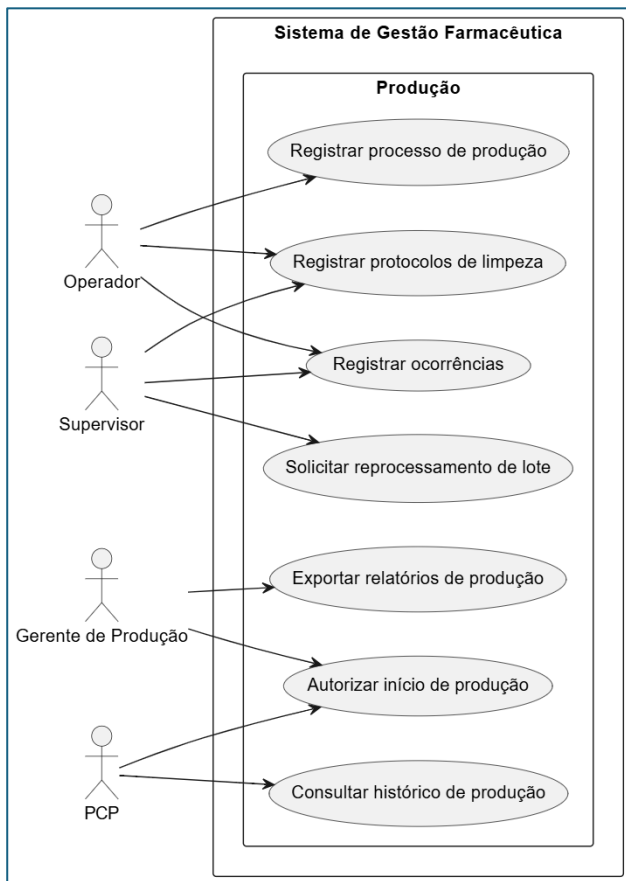 Sistema de Gestão Farmacêutica
Produção
Registrar processo de produção
Operador
Registrar protocolos de limpeza
Supervisor
Registrar ocorrências
Solicitar reprocessamento de lote
Gerente de Produção
Exportar relatórios de produção
Autorizar início de produção
PCP
Consultar histórico de produção